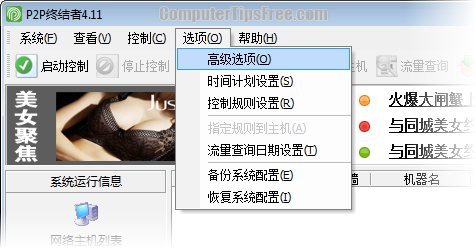 P2P终结者4.11
ComputerTipsFree.com
系统(F) 查看(V) 控制(C) 选项(O) 帮助(H)
启动控制 停止控制 流量查询
高级选项(O)
时间计划设置(S)
控制规则设置(R)
指定规则到主机(A)
流量查询日期设置(T)
备份系统配置(E)
恢复系统配置(I)
美女
聚焦
Jus
火爆大闸蟹
与同城美女
与同城美女
系统运行信息
机器名
网络主机列表